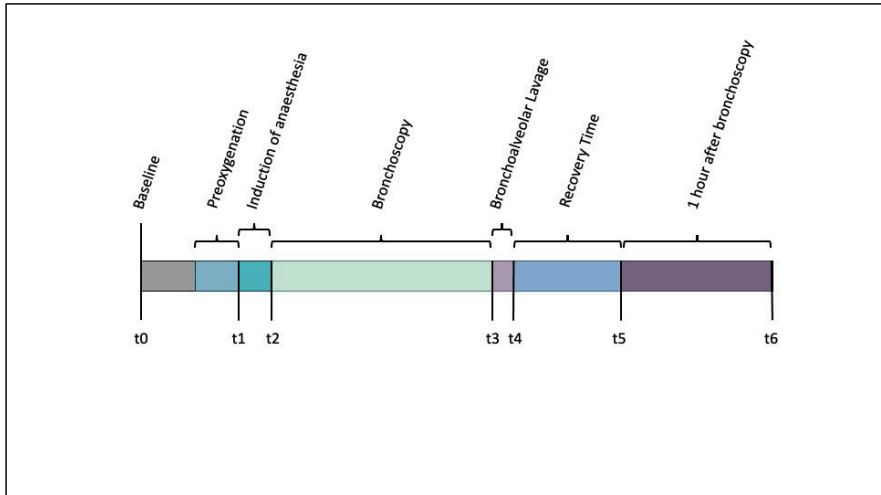 Baseline
Preoxygenation
Induction of anaesthesia
Bronchoscopy
Bronchoalveolar Lavage
Recovery Time
1 hour after bronchoscopy
t0
t1
t2
t3
t4
t5
t6